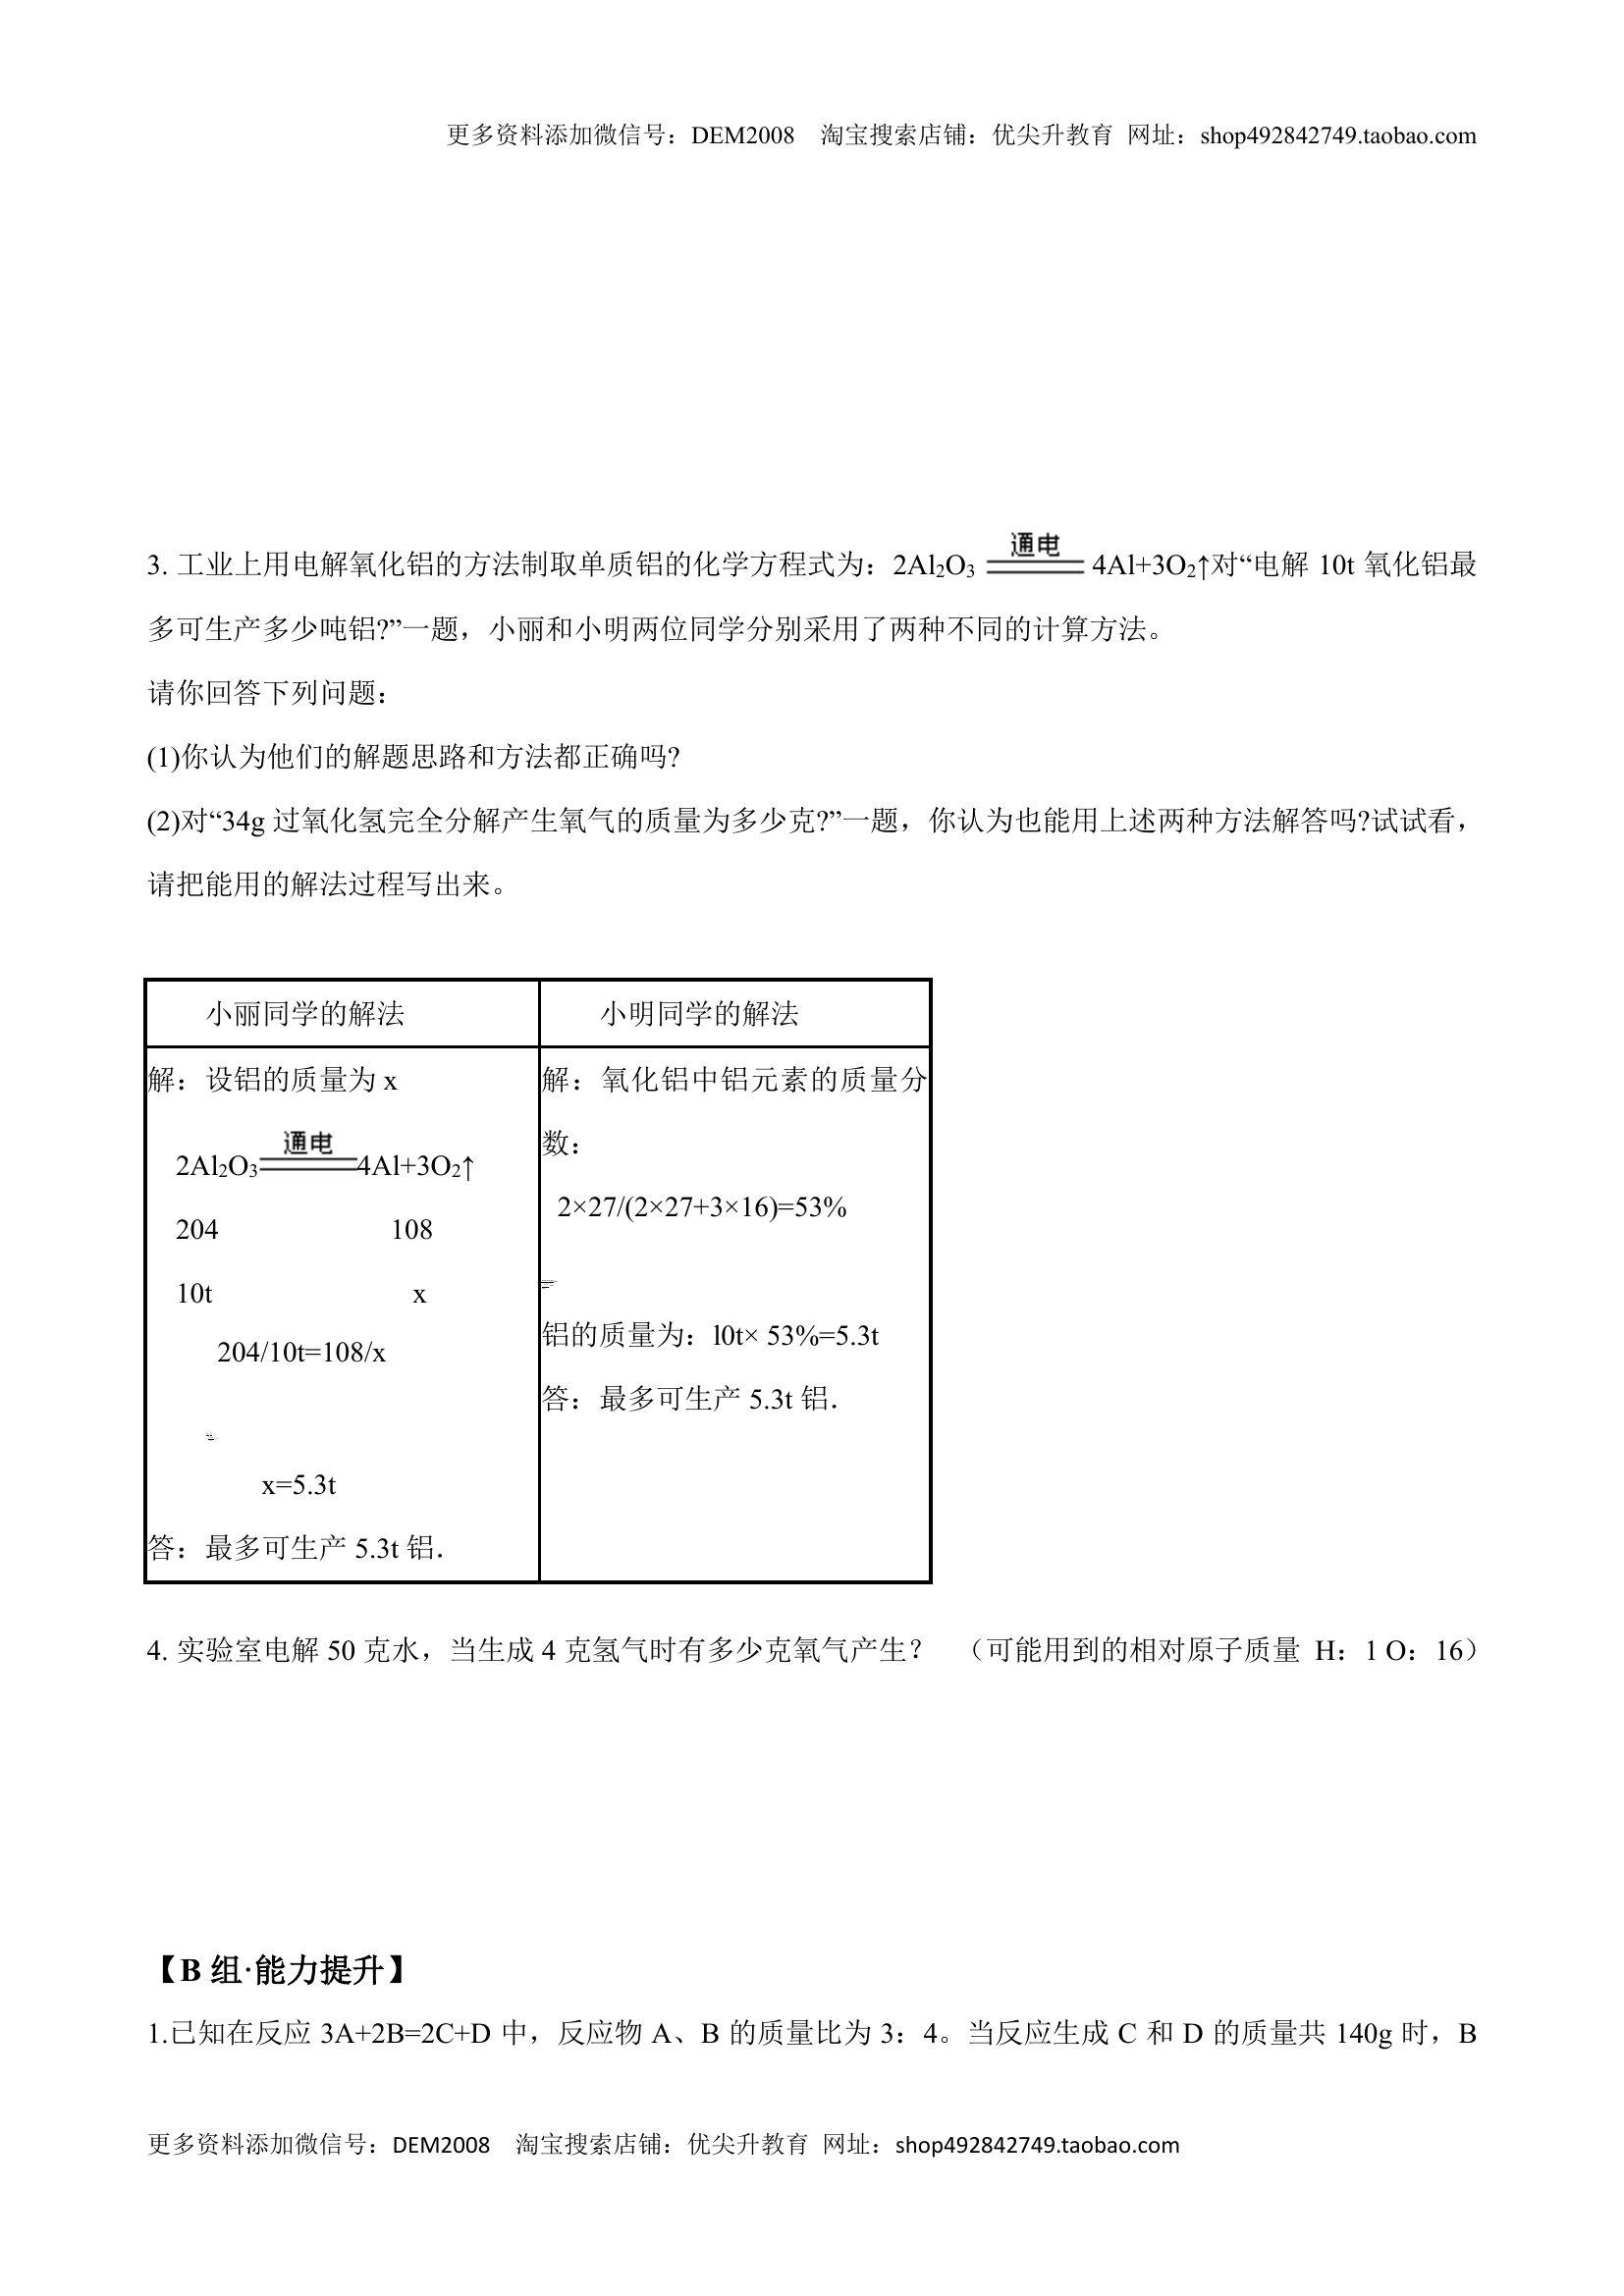 更多资料添加微信号：DEM2008 淘宝搜索店铺：优尖升教育 网址：shop492842749.taobao.com
3. 工业上用电解氧化铝的方法制取单质铝的化学方程式为：2Al₂O₃ 通电 4Al+3O₂↑对“电解 10t 氧化铝最
多可生产多少吨铝?”一题，小丽和小明两位同学分别采用了两种不同的计算方法。
请你回答下列问题：
(1)你认为他们的解题思路和方法都正确吗?
(2)对“34g 过氧化氢完全分解产生氧气的质量为多少克?”一题，你认为也能用上述两种方法解答吗?试试看，
请把能用的解法过程写出来。
小丽同学的解法
解：设铝的质量为 x
2Al₂O₃ 通电 4Al+3O₂↑
204 108
10t x
204/10t=108/x
x=5.3t
答：最多可生产 5.3t 铝.
小明同学的解法
解：氧化铝中铝元素的质量分
数：
2×27/(2×27+3×16)=53%
铝的质量为：l0t× 53%=5.3t
答：最多可生产 5.3t 铝.
4. 实验室电解 50 克水，当生成 4 克氢气时有多少克氧气产生？ （可能用到的相对原子质量 H：1 O：16）
【B 组·能力提升】
1.已知在反应 3A+2B=2C+D 中，反应物 A、B 的质量比为 3：4。当反应生成 C 和 D 的质量共 140g 时，B
更多资料添加微信号：DEM2008 淘宝搜索店铺：优尖升教育 网址：shop492842749.taobao.com